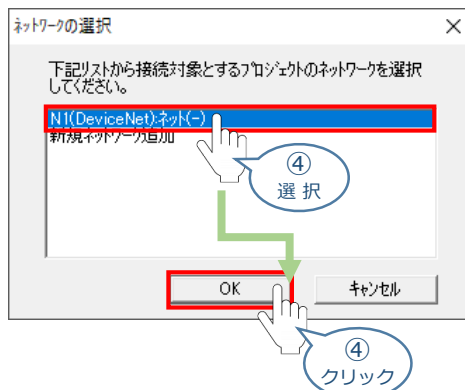 ﾈｯﾄﾜｰｸの選択
下記ﾘｽﾄから接続対象とするﾌﾟﾛｼﾞｪｸﾄのﾈｯﾄﾜｰｸを選択
してください。
N1(DeviceNet):ﾈｯﾄ(-)
新規ﾈｯﾄﾜｰｸ追加
④
選 択
OK
ｷｬﾝｾﾙ
④
クリック